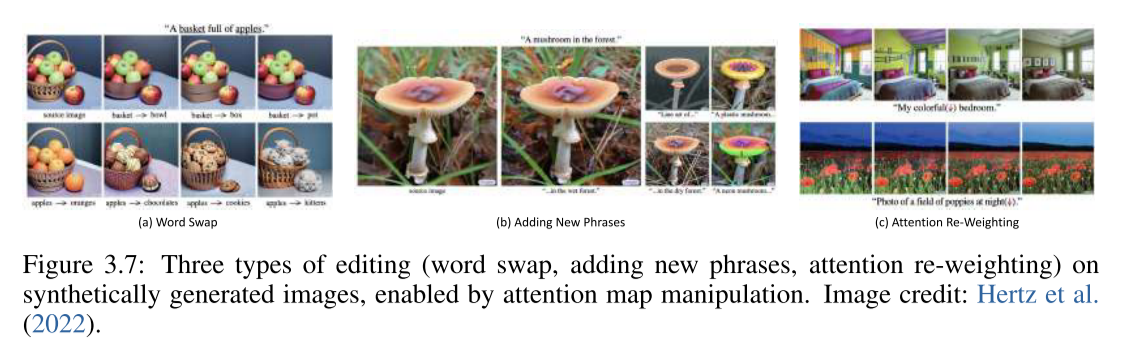 "A basket full of apples."
source image
basket → bowl
basket → box
basket → pot
apples → oranges
apples → chocolates
apples → cookies
apples → kittens
(a) Word Swap
"A mushroom in the forest."
source image
"...in the wet forest."
"Line art of..."
"A plastic mushroom...
"...in the dry forest."
"A neon mushroom..."
(b) Adding New Phrases
"My colorful(↓) bedroom."
"Photo of a field of poppies at night(↓)."
(c) Attention Re-Weighting
Figure 3.7: Three types of editing (word swap, adding new phrases, attention re-weighting) on
synthetically generated images, enabled by attention map manipulation. Image credit: Hertz et al.
(2022).